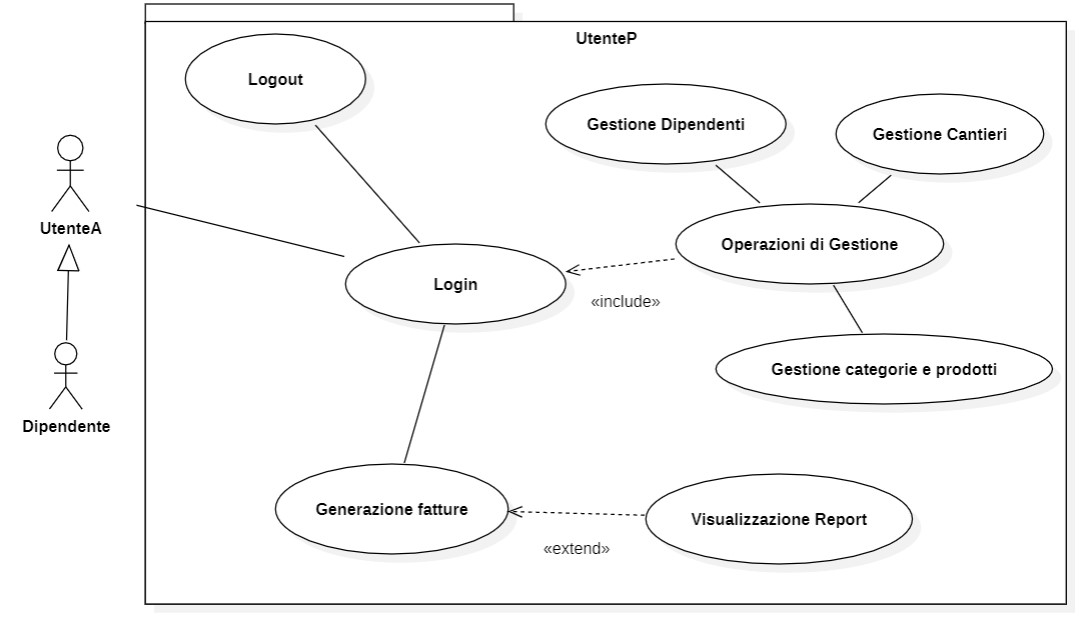 UtenteP
Logout
Gestione Dipendenti
Gestione Cantieri
UtenteA
Operazioni di Gestione
Login
«include»
Gestione categorie e prodotti
Dipendente
Generazione fatture
Visualizzazione Report
«extend»